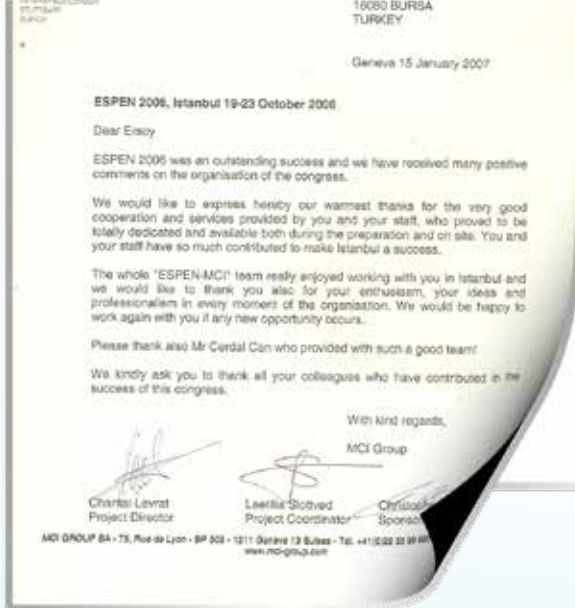 16080 BURSA
TURKEY
Geneva 15 January 2007
ESPEN 2006, Istanbul 19-23 October 2006
Dear Ersoy
ESPEN 2006 was an outstanding success and we have received many positive
comments on the organisation of the congress.
We would like to express hereby our warmest thanks for the very good
cooperation and services provided by you and your staff, who proved to be
totally dedicated and available both during the preparation and on site. You and
your staff have so much contributed to make Istanbul a success.
The whole "ESPEN-MCI" team really enjoyed working with you in Istanbul and
we would like to thank you also for your enthusiasm, your ideas and
professionalism in every moment of the organisation. We would be happy to
work again with you if any new opportunity occurs.
Please thank also Mr Cerdal Can who provided with such a good team!
We kindly ask you to thank all your colleagues who have contributed in the
success of this congress.
With kind regards,
MCI Group
Chantal Levrat
Project Director
Laetitia Slottved
Project Coordinator
MCI GROUP SA - 75, Rue de Lyon - BP 502 - 1211 Genève 13 Suisse - Tél.
www.mci-group.com